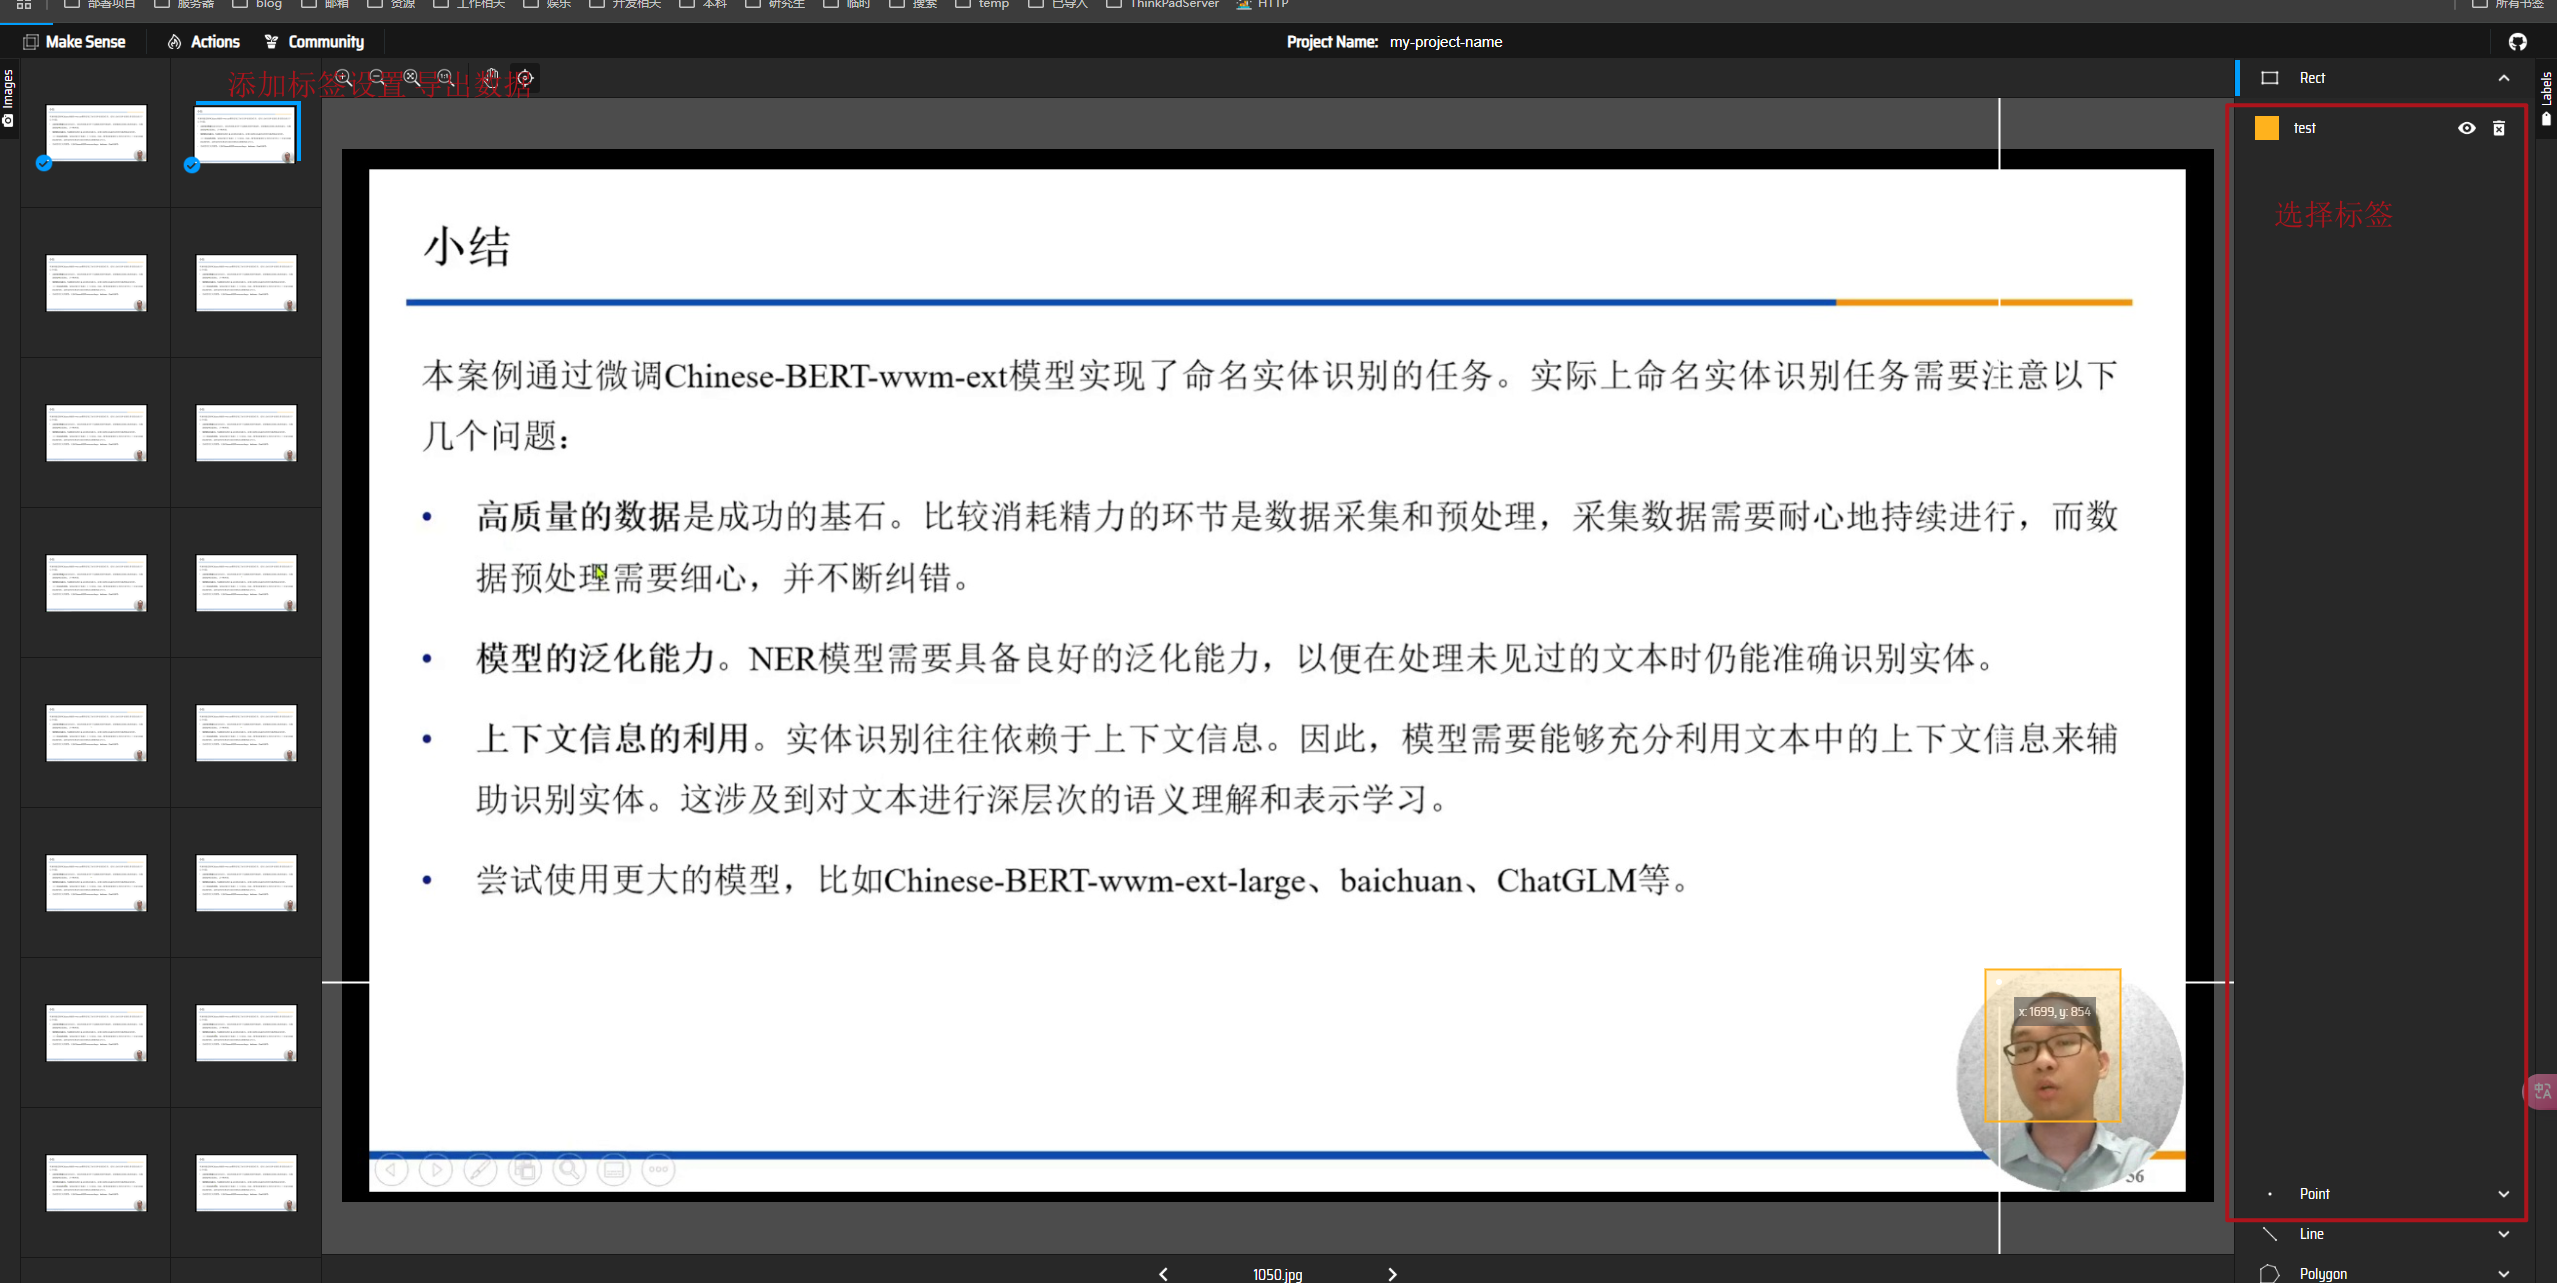 部署项目 服务器 blog 邮箱 资源 工作相关 娱乐 开发相关 本科 研究生 临时 搜索 temp 已导入 ThinkPadServer HTTP 所有书签
Make Sense Actions Community Project Name: my-project-name
Images
添加标签设置 导出数据
1:1
Rect
Labels
test
选择标签
小结
本案例通过微调Chinese-BERT-wwm-ext模型实现了命名实体识别的任务。实际上命名实体识别任务需要注意以下
几个问题：
• 高质量的数据是成功的基石。比较消耗精力的环节是数据采集和预处理，采集数据需要耐心地持续进行，而数
据预处理需要细心，并不断纠错。
• 模型的泛化能力。NER模型需要具备良好的泛化能力，以便在处理未见过的文本时仍能准确识别实体。
• 上下文信息的利用。实体识别往往依赖于上下文信息。因此，模型需要能够充分利用文本中的上下文信息来辅
助识别实体。这涉及到对文本进行深层次的语义理解和表示学习。
• 尝试使用更大的模型，比如Chinese-BERT-wwm-ext-large、baichuan、ChatGLM等。
x: 1699, y: 854
56
Point
Line
Polygon
1050.jpg